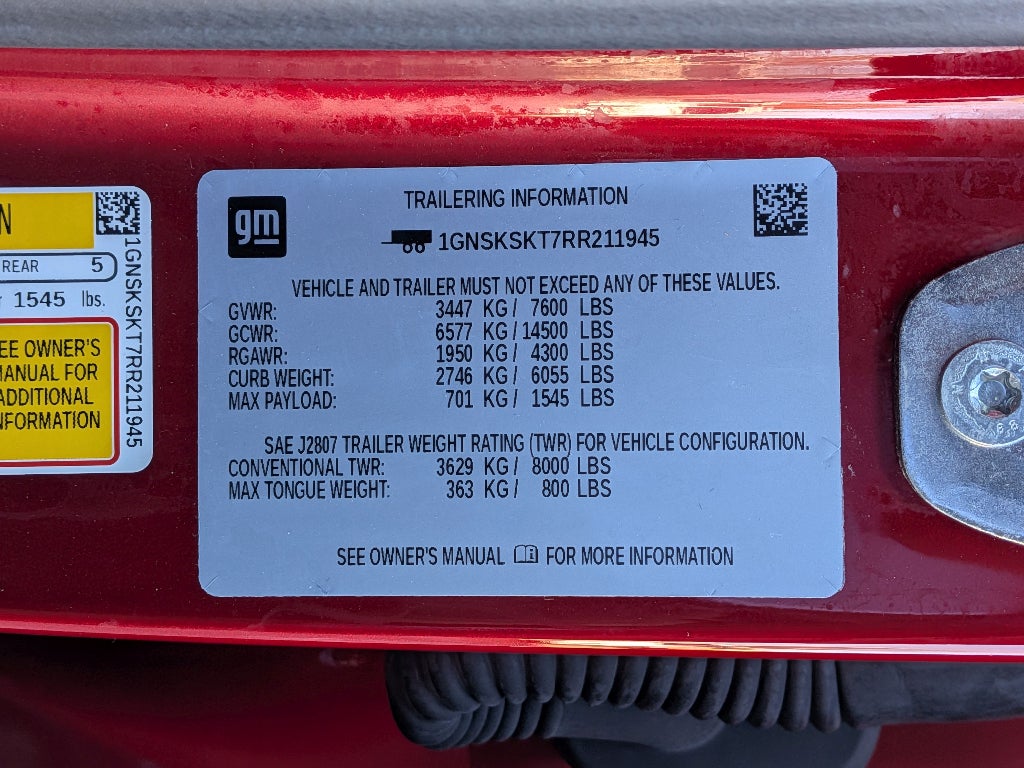 gm
TRAILERING INFORMATION
1GNSKSKT7RR211945
VEHICLE AND TRAILER MUST NOT EXCEED ANY OF THESE VALUES.
GVWR: 3447 KG / 7600 LBS
GCWR: 6577 KG / 14500 LBS
RGAWR: 1950 KG / 4300 LBS
CURB WEIGHT: 2746 KG / 6055 LBS
MAX PAYLOAD: 701 KG / 1545 LBS
SAE J2807 TRAILER WEIGHT RATING (TWR) FOR VEHICLE CONFIGURATION.
CONVENTIONAL TWR: 3629 KG / 8000 LBS
MAX TONGUE WEIGHT: 363 KG / 800 LBS
SEE OWNER'S MANUAL FOR MORE INFORMATION
N
REAR 5
1545 lbs.
EE OWNER'S
ANUAL FOR
ADDITIONAL
NFORMATION
1GNSKSKT7RR211945